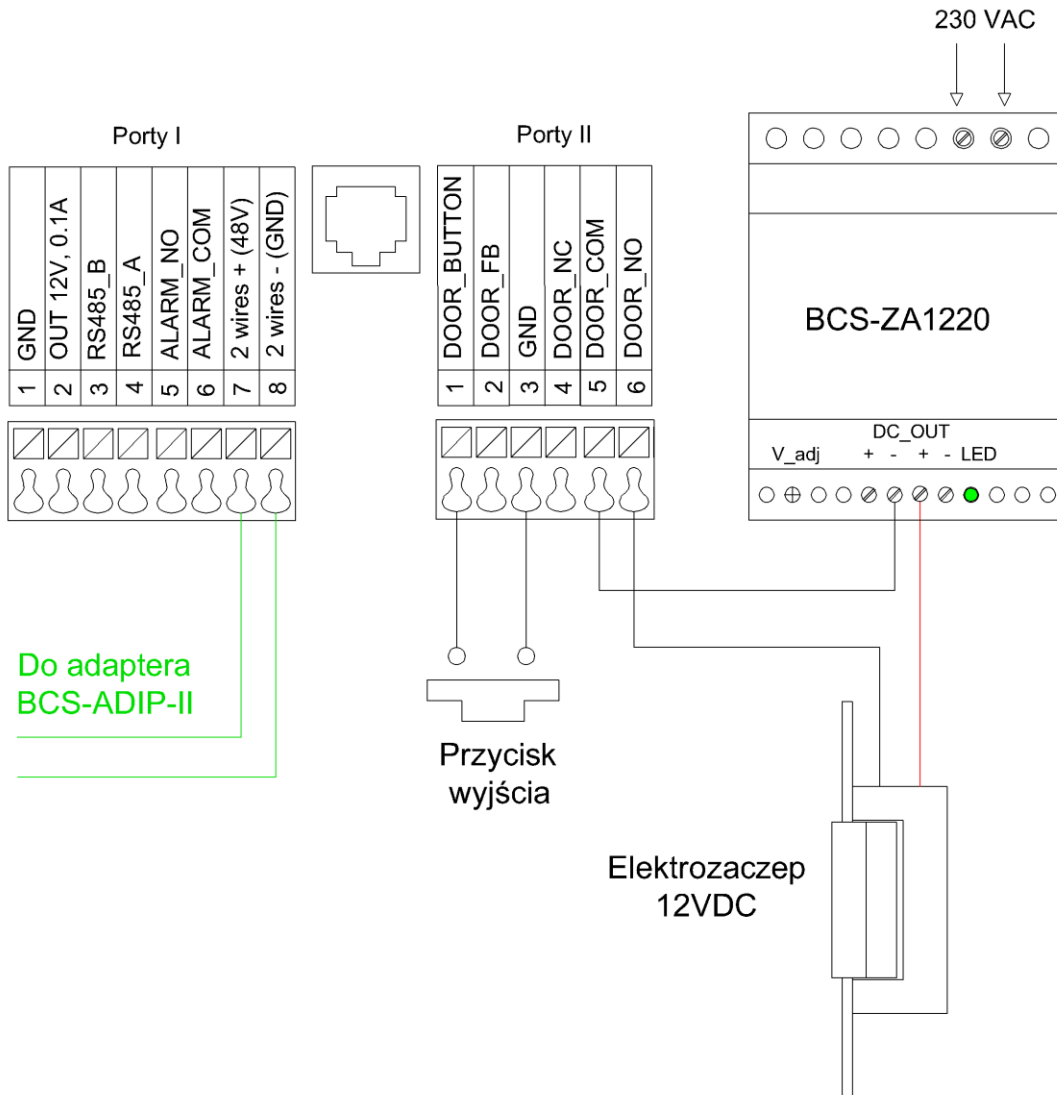 230 VAC
Porty I
Porty II
GND
OUT 12V, 0.1A
RS485_B
RS485_A
ALARM_NO
ALARM_COM
2 wires + (48V)
2 wires - (GND)
1
2
3
4
5
6
7
8
DOOR_BUTTON
DOOR_FB
GND
DOOR_NC
DOOR_COM
DOOR_NO
1
2
3
4
5
6
BCS-ZA1220
DC_OUT
V_adj + - + - LED
Do adaptera
BCS-ADIP-II
Przycisk
wyjścia
Elektrozaczep
12VDC